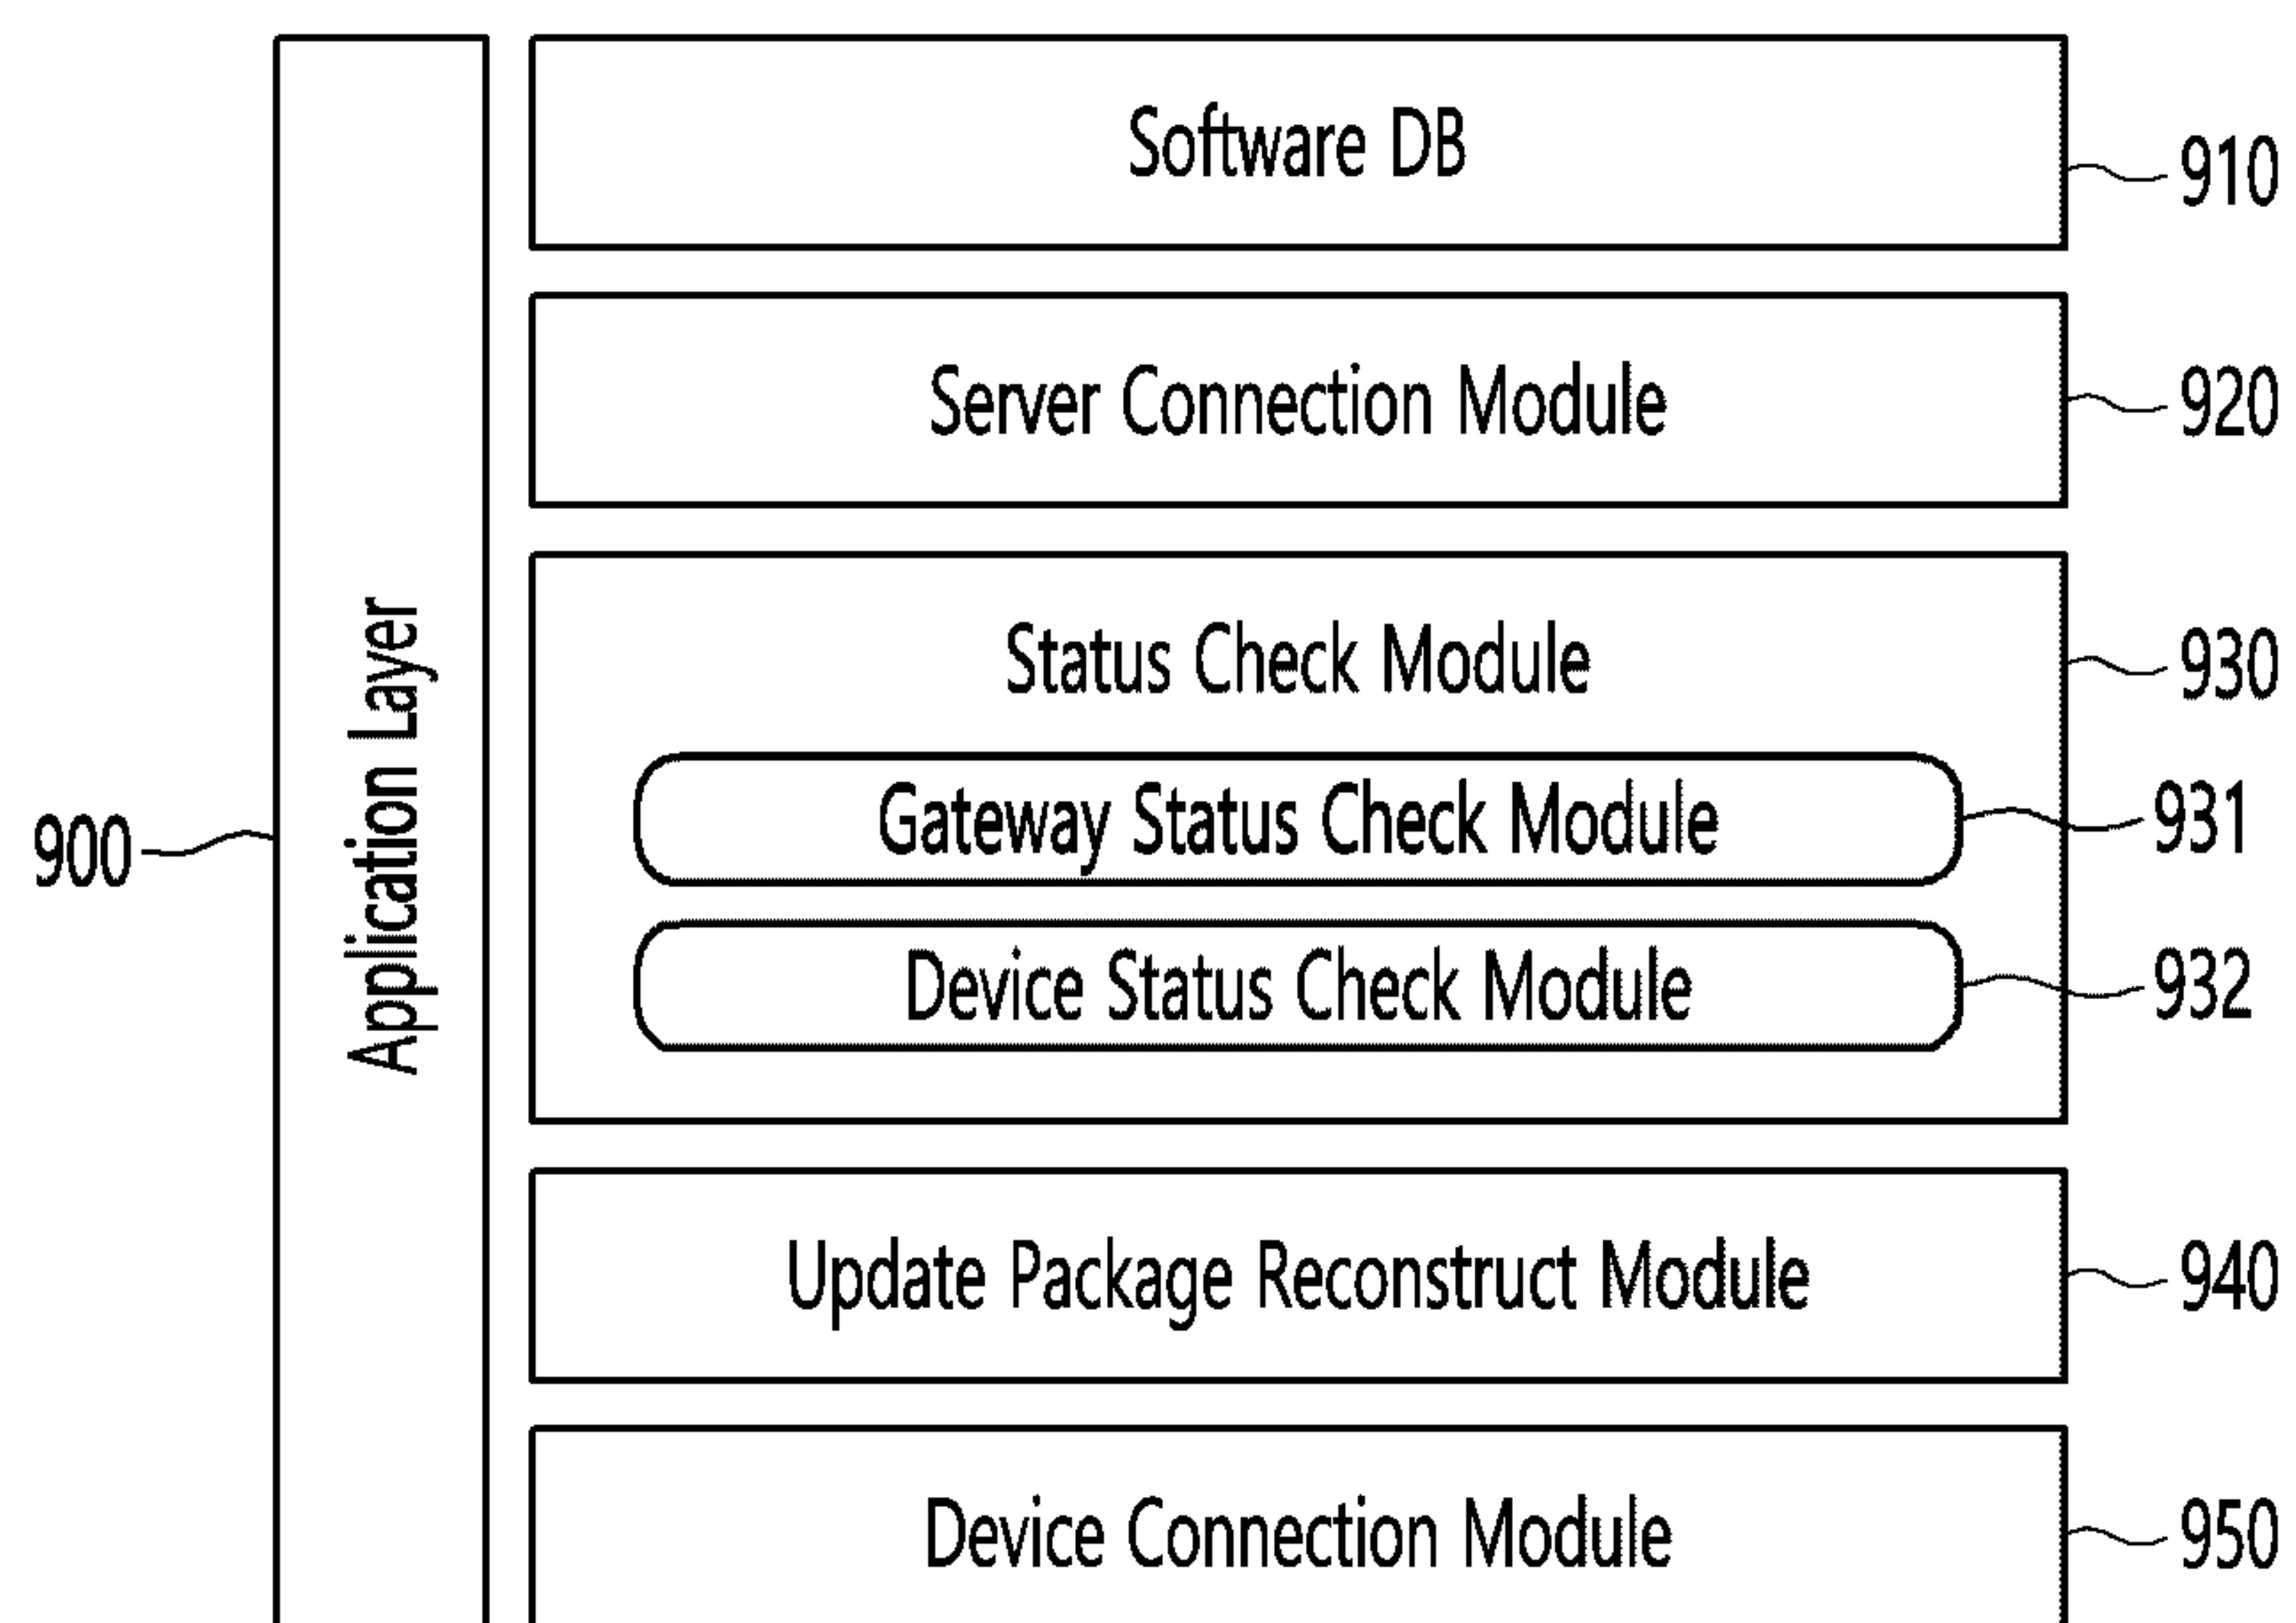 Software DB
910
Server Connection Module
920
Status Check Module
930
Gateway Status Check Module
931
900
Application Layer
Device Status Check Module
932
Update Package Reconstruct Module
940
Device Connection Module
950